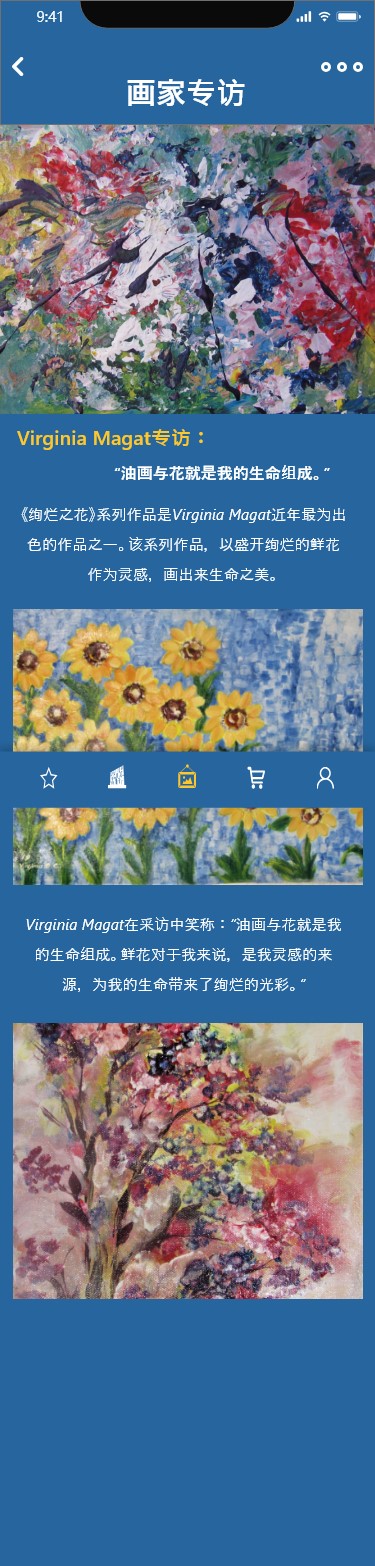 9:41
画家专访
Virginia Magat专访：
“油画与花就是我的生命组成。”
《绚烂之花》系列作品是Virginia Magat近年最为出
色的作品之一。该系列作品，以盛开绚烂的鲜花
作为灵感，画出来生命之美。
Virginia Magat在采访中笑称：“油画与花就是我
的生命组成。鲜花对于我来说，是我灵感的来
源，为我的生命带来了绚烂的光彩。”